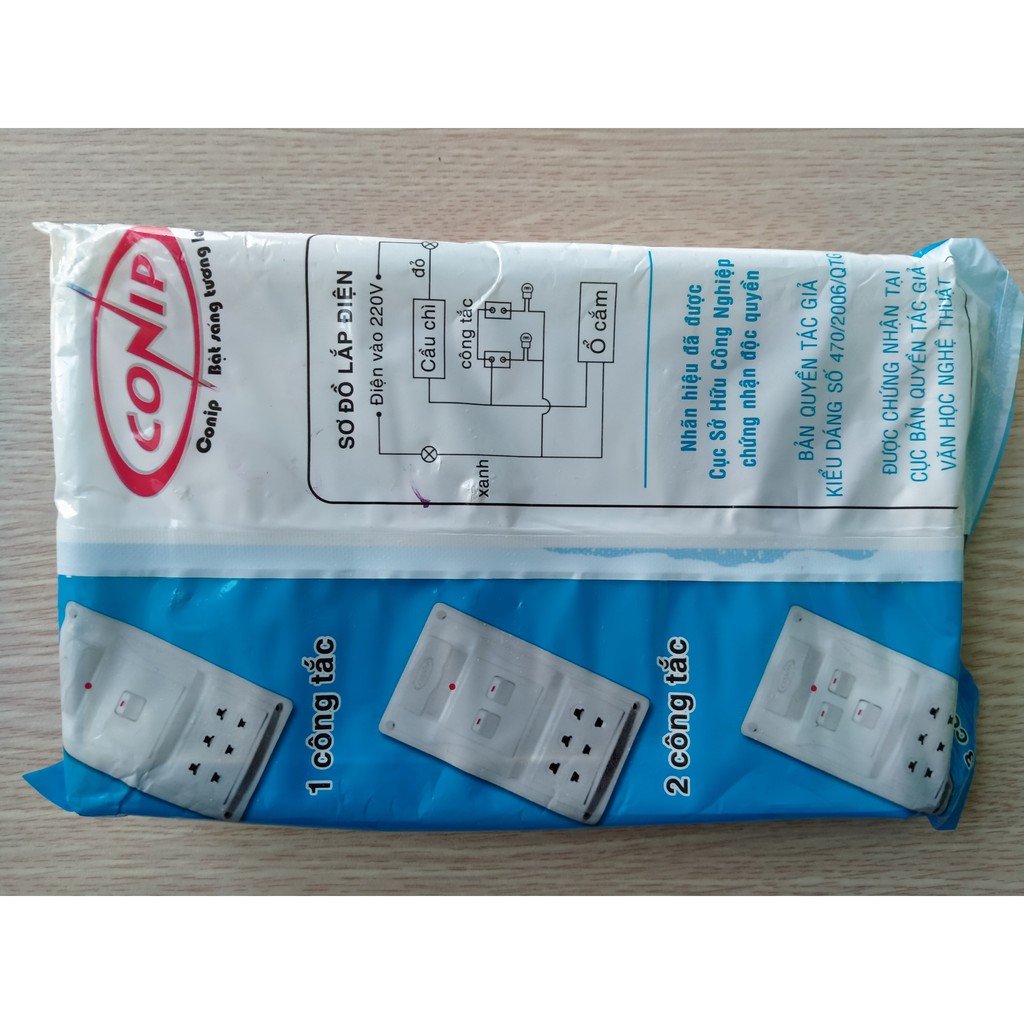 CONIP
Conip Bật sáng tương
SƠ ĐỒ LẮP ĐIỆN
Điện vào 220V
xanh
đỏ
Cầu chì
công tắc
Ổ cắm
Nhãn hiệu đã được
Cục Sở Hữu Công Nghiệp
chứng nhận độc quyền
BẢN QUYỀN TÁC GIẢ
KIỂU DÁNG SỐ 470/2006/QTG
ĐƯỢC CHỨNG NHẬN TẠI
CỤC BẢN QUYỀN TÁC GIẢ
VĂN HỌC NGHỆ THUẬT
1 công tắc
2 công tắc
3